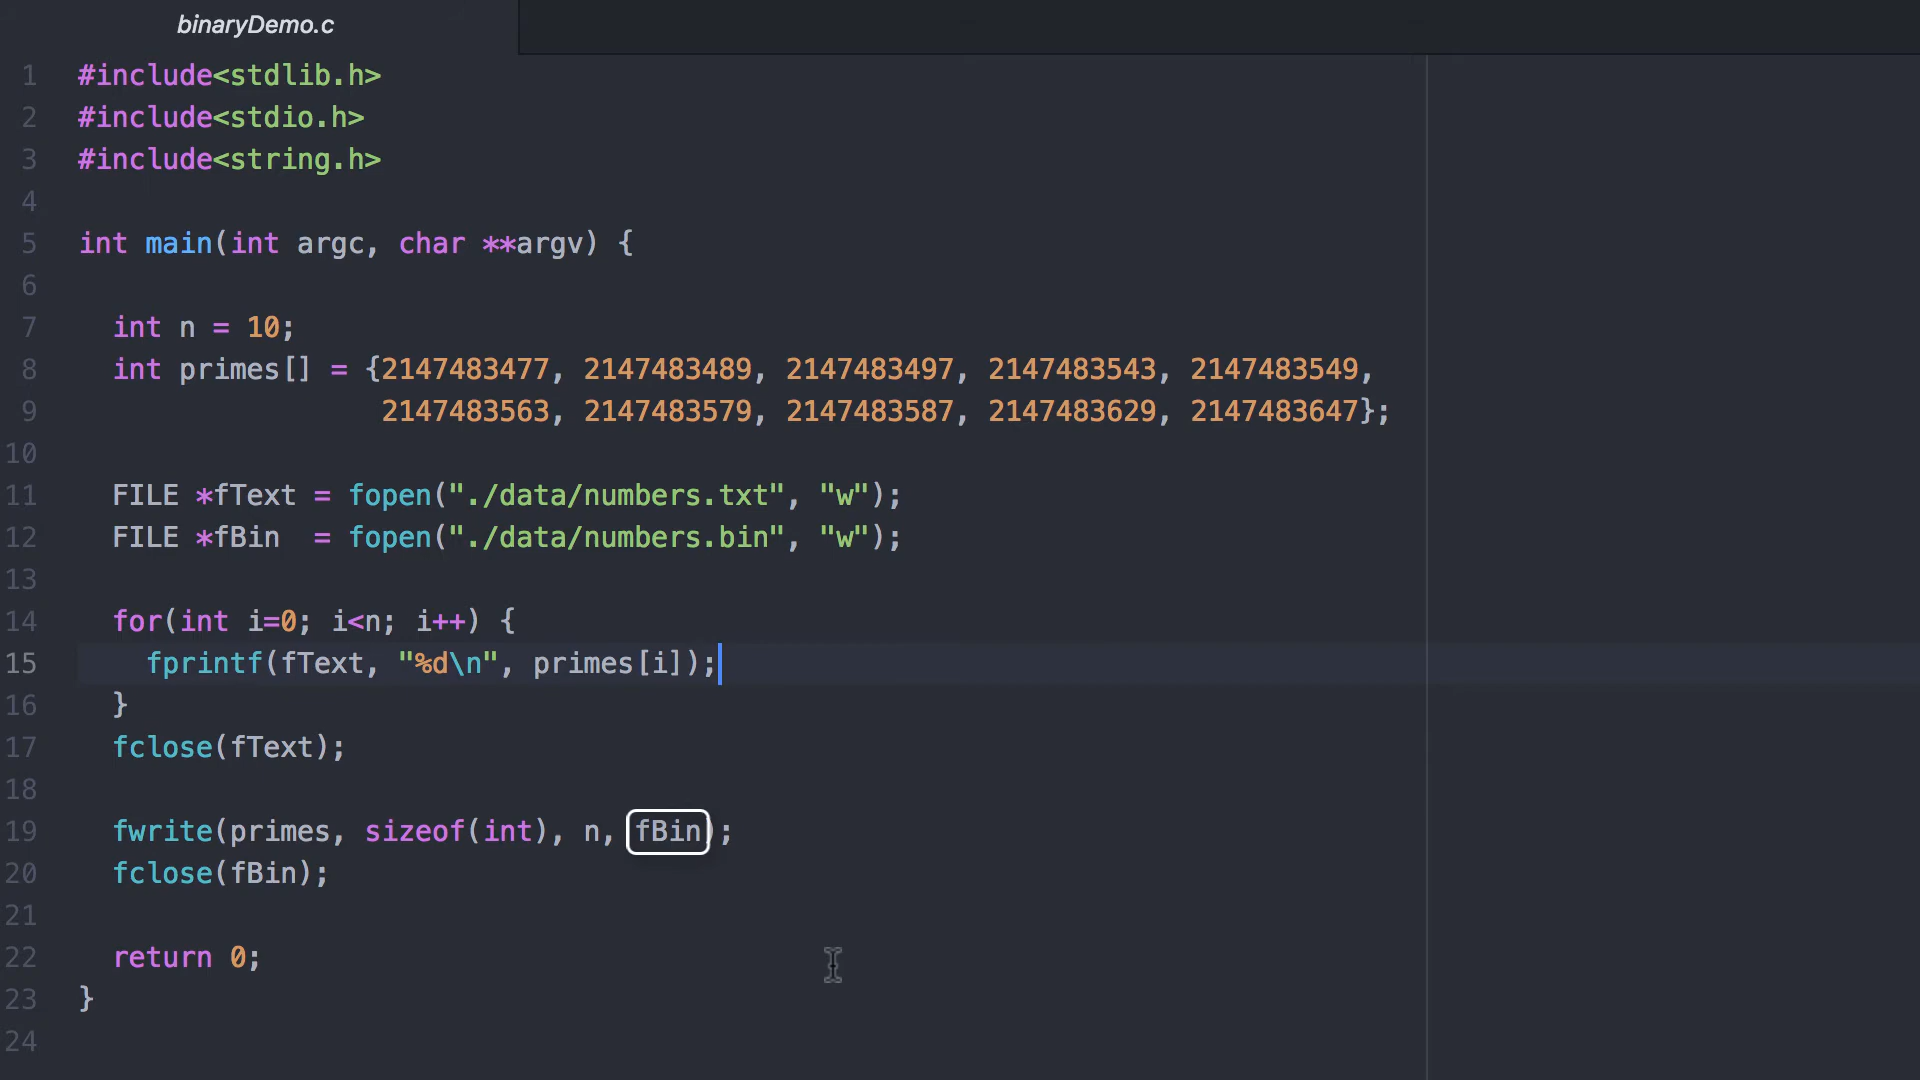 binaryDemo.c
1 #include<stdlib.h>
2 #include<stdio.h>
3 #include<string.h>
4
5 int main(int argc, char **argv) {
6
7   int n = 10;
8   int primes[] = {2147483477, 2147483489, 2147483497, 2147483543, 2147483549,
9                   2147483563, 2147483579, 2147483587, 2147483629, 2147483647};
10
11   FILE *fText = fopen("./data/numbers.txt", "w");
12   FILE *fBin  = fopen("./data/numbers.bin", "w");
13
14   for(int i=0; i<n; i++) {
15     fprintf(fText, "%d\n", primes[i]);
16   }
17   fclose(fText);
18
19   fwrite(primes, sizeof(int), n, fBin);
20   fclose(fBin);
21
22   return 0;
23 }
24